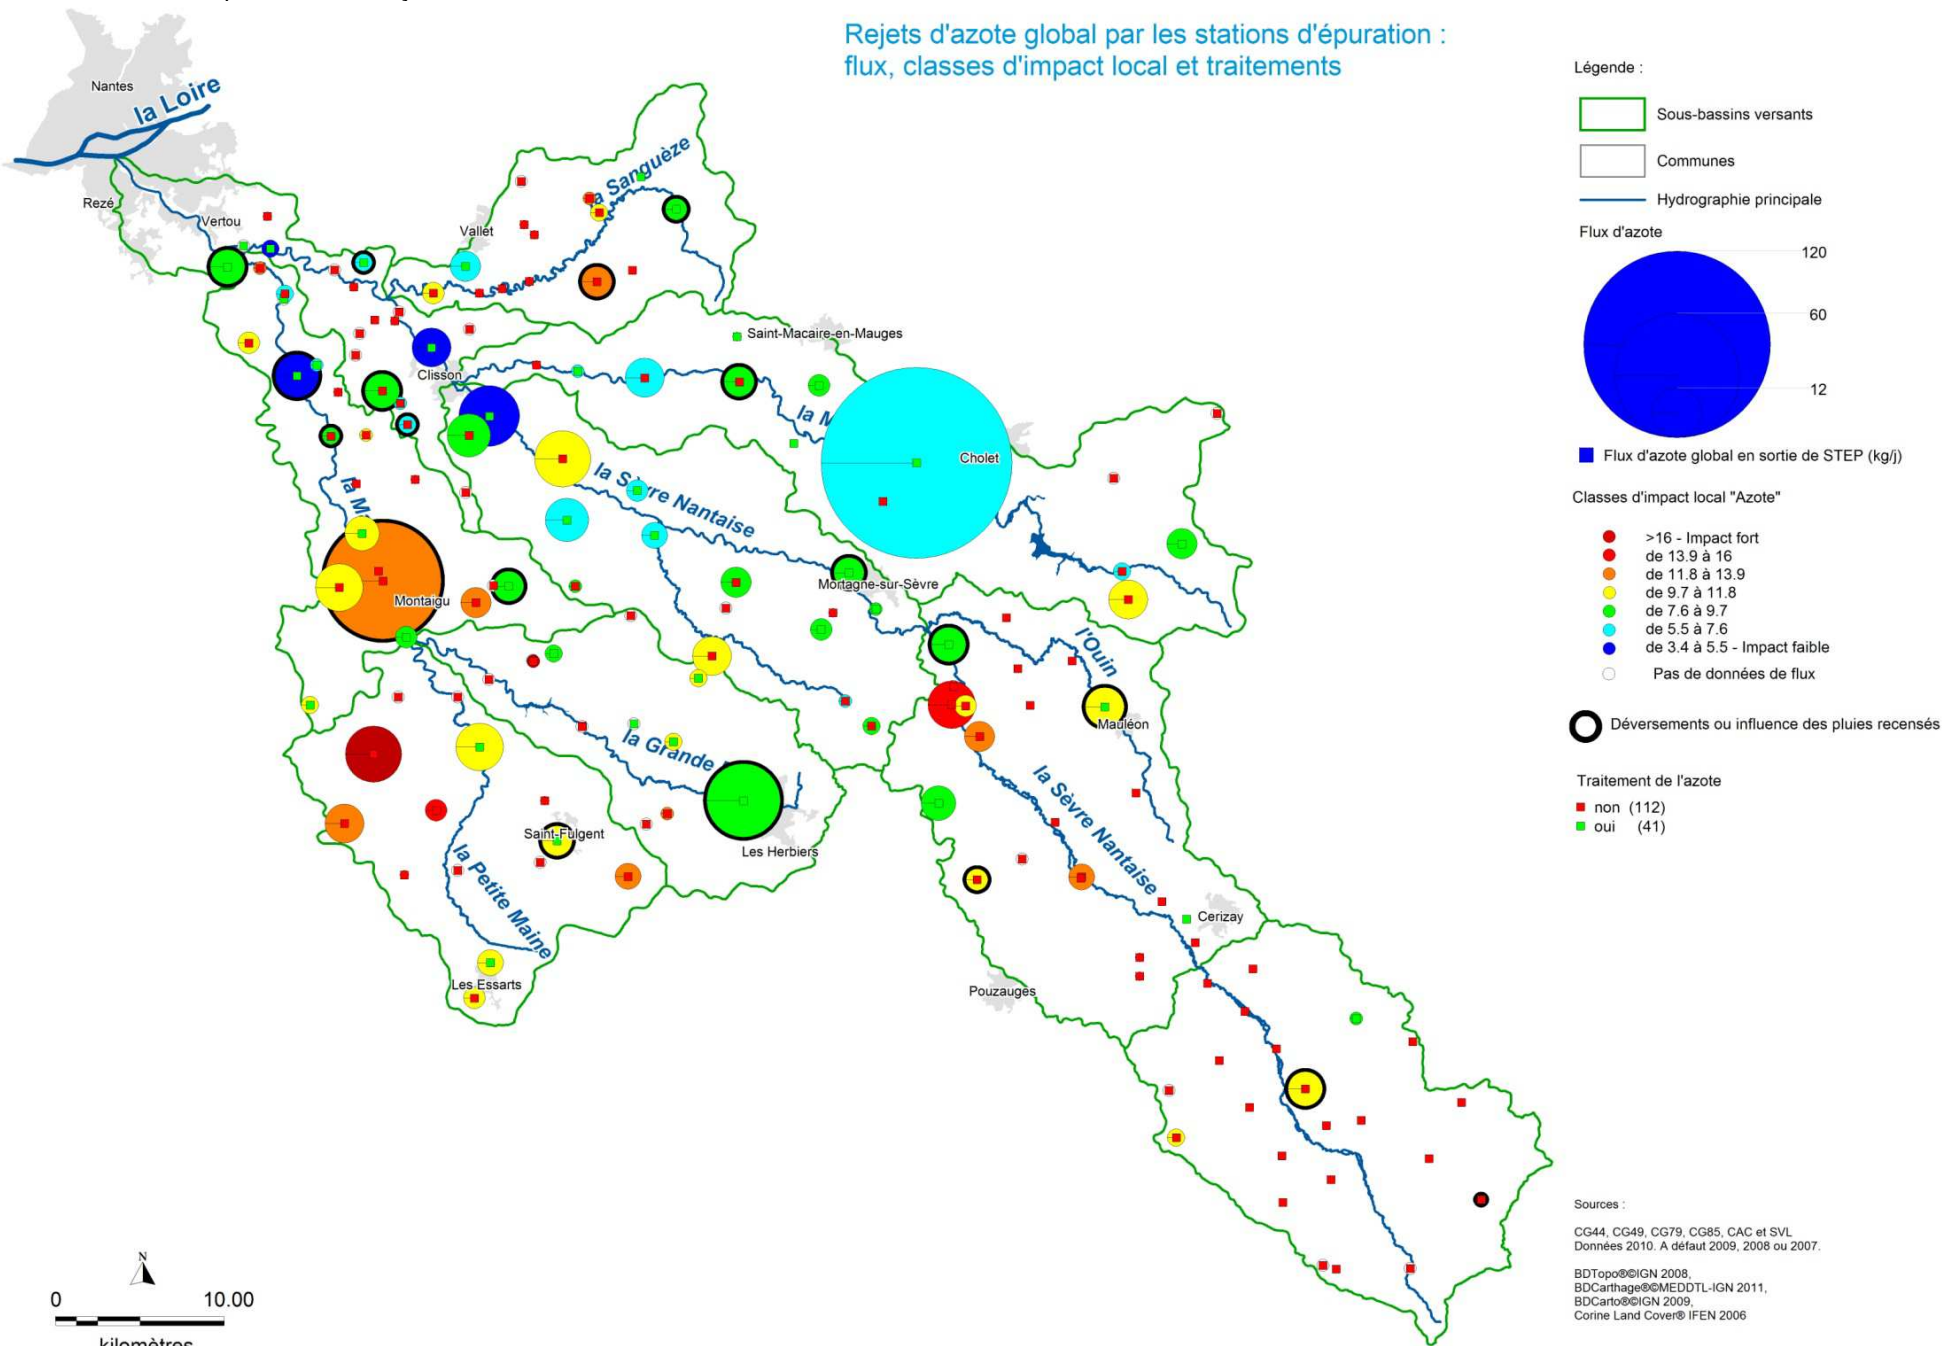 Rejets d'azote global par les stations d'épuration :
flux, classes d'impact local et traitements
Nantes
la Loire
Rezé
Vertou
Vallet
la Sanguèze
Saint-Macaire-en-Mauges
Clisson
la M
Cholet
la Sèvre Nantaise
la M
Mortagne-sur-Sèvre
Montaigu
l'Ouin
Mauléon
la Grande
la Sèvre Nantaise
Saint-Fulgent
Les Herbiers
la Petite Maine
Cerizay
Les Essarts
Pouzauges
N
0 10.00
kilomètres
Légende :
Sous-bassins versants
Communes
Hydrographie principale
Flux d'azote
120
60
12
Flux d'azote global en sortie de STEP (kg/j)
Classes d'impact local "Azote"
>16 - Impact fort
de 13.9 à 16
de 11.8 à 13.9
de 9.7 à 11.8
de 7.6 à 9.7
de 5.5 à 7.6
de 3.4 à 5.5 - Impact faible
Pas de données de flux
Déversements ou influence des pluies recensés
Traitement de l'azote
non (112)
oui (41)
Sources :
CG44, CG49, CG79, CG85, CAC et SVL
Données 2010. A défaut 2009, 2008 ou 2007.
BDTopo®©IGN 2008,
BDCarthage®©MEDDTL-IGN 2011,
BDCarto®©IGN 2009,
Corine Land Cover® IFEN 2006